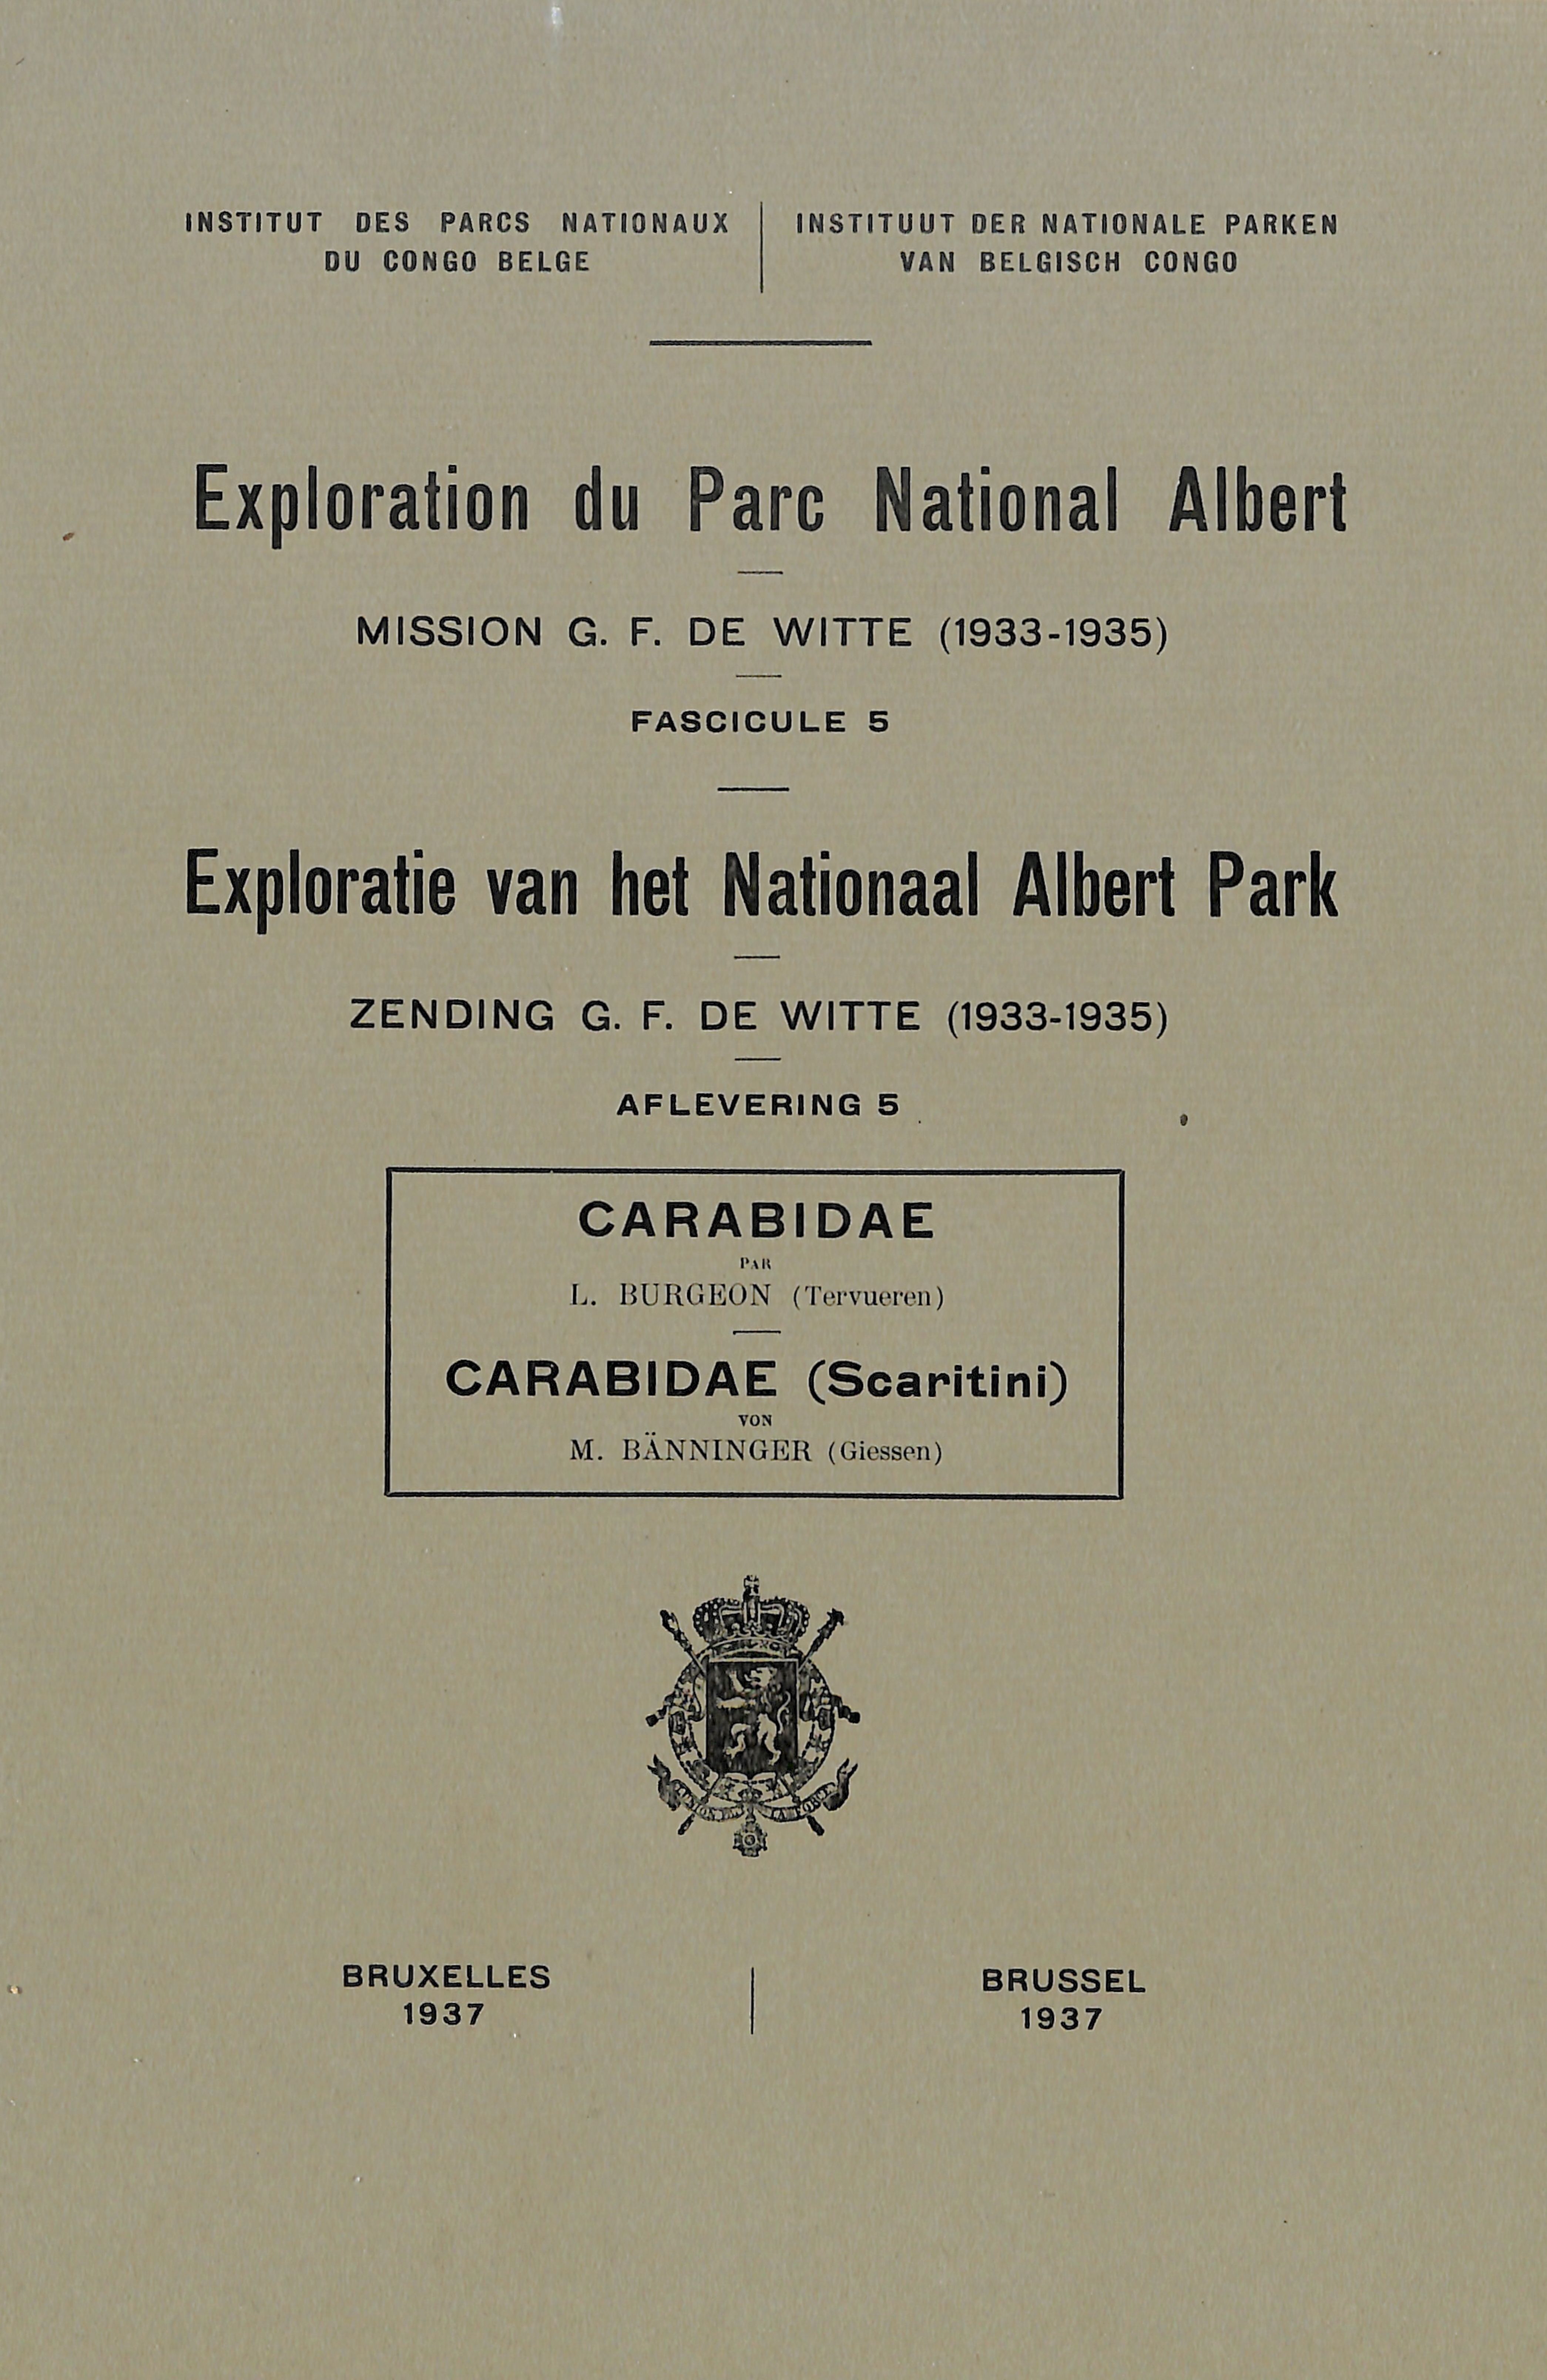 INSTITUT DES PARCS NATIONAUX
DU CONGO BELGE
INSTITUUT DER NATIONALE PARKEN
VAN BELGISCH CONGO
Exploration du Parc National Albert
MISSION G. F. DE WITTE (1933-1935)
FASCICULE 5
Exploratie van het Nationaal Albert Park
ZENDING G. F. DE WITTE (1933-1935)
AFLEVERING 5
CARABIDAE
PAR
L. BURGEON (Tervueren)
CARABIDAE (Scaritini)
VON
M. BÄNNINGER (Giessen)
BRUXELLES
1937
BRUSSEL
1937